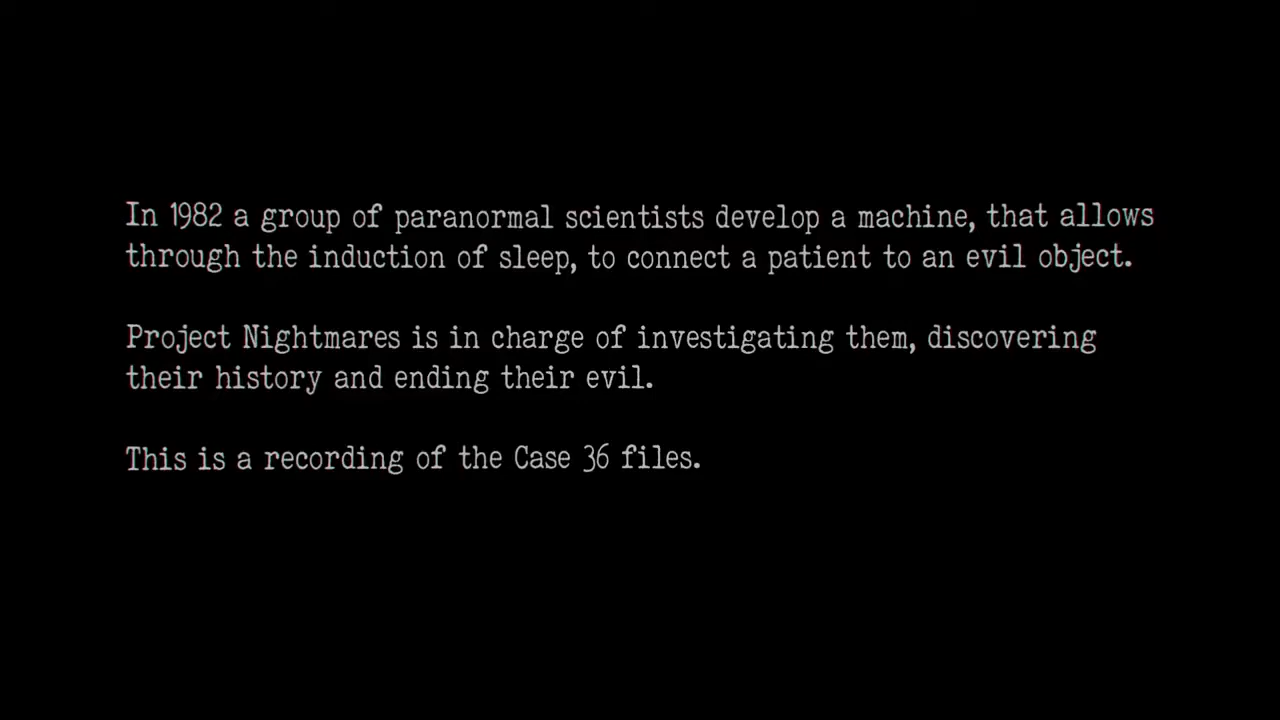 In 1982 a group of paranormal scientists develop a machine, that allows
through the induction of sleep, to connect a patient to an evil object.
Project Nightmares is in charge of investigating them, discovering
their history and ending their evil.
This is a recording of the Case 36 files.